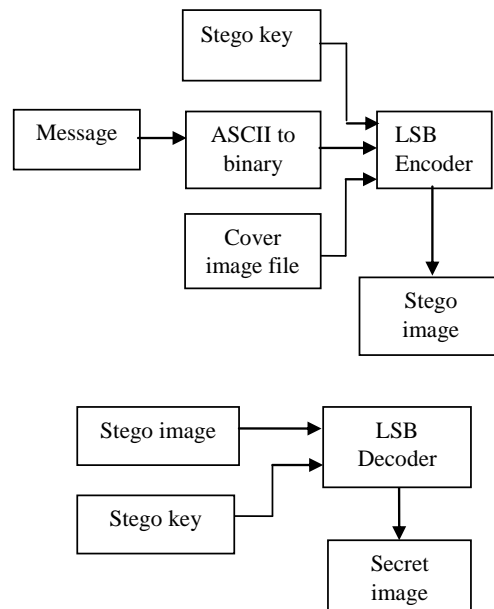 Stego key
Message
ASCII to
binary
LSB
Encoder
Cover
image file
Stego
image
Stego image
LSB
Decoder
Stego key
Secret
image